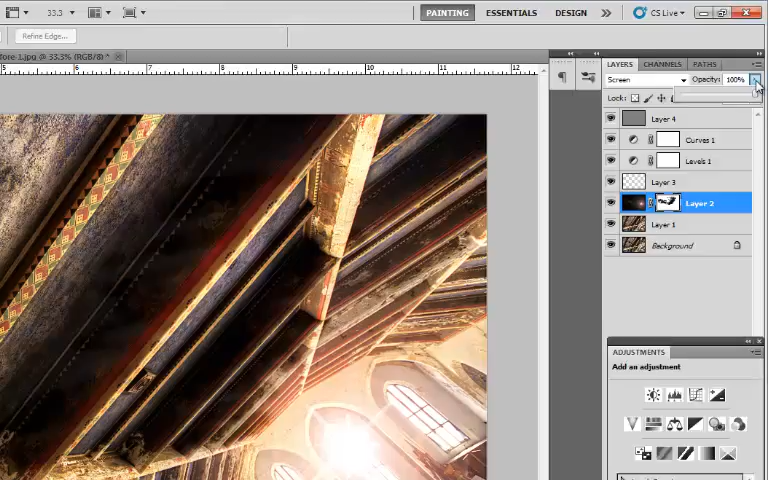 33.3
PAINTING
ESSENTIALS
DESIGN
CS Live
Refine Edge...
fore-1.jpg @ 33.3% (RGB/8) *
5 6 7 8 9 10 11 12
LAYERS CHANNELS PATHS
Screen Opacity: 100%
Lock:
Layer 4
Curves 1
Levels 1
Layer 3
Layer 2
Layer 1
Background
ADJUSTMENTS
Add an adjustment